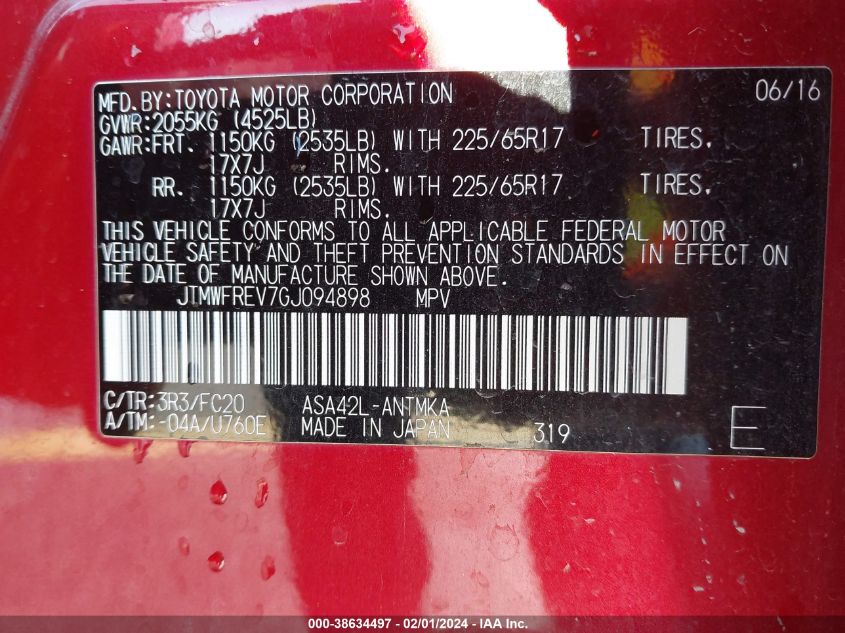 MFD. BY: TOYOTA MOTOR CORPORATION 06/16
GVWR: 2055KG (4525LB)
GAWR: FRT. 1150KG (2535LB) WITH 225/65R17 TIRES.
17X7J RIMS.
RR. 1150KG (2535LB) WITH 225/65R17 TIRES.
17X7J RIMS.
THIS VEHICLE CONFORMS TO ALL APPLICABLE FEDERAL MOTOR
VEHICLE SAFETY AND THEFT PREVENTION STANDARDS IN EFFECT ON
THE DATE OF MANUFACTURE SHOWN ABOVE.
JTMWFREV7GJ094898 MPV
C/TR: 3R3/FC20 ASA42L-ANTMKA
A/TM: -04A/U760E MADE IN JAPAN 319 E
000-38634497 - 02/01/2024 - IAA Inc.